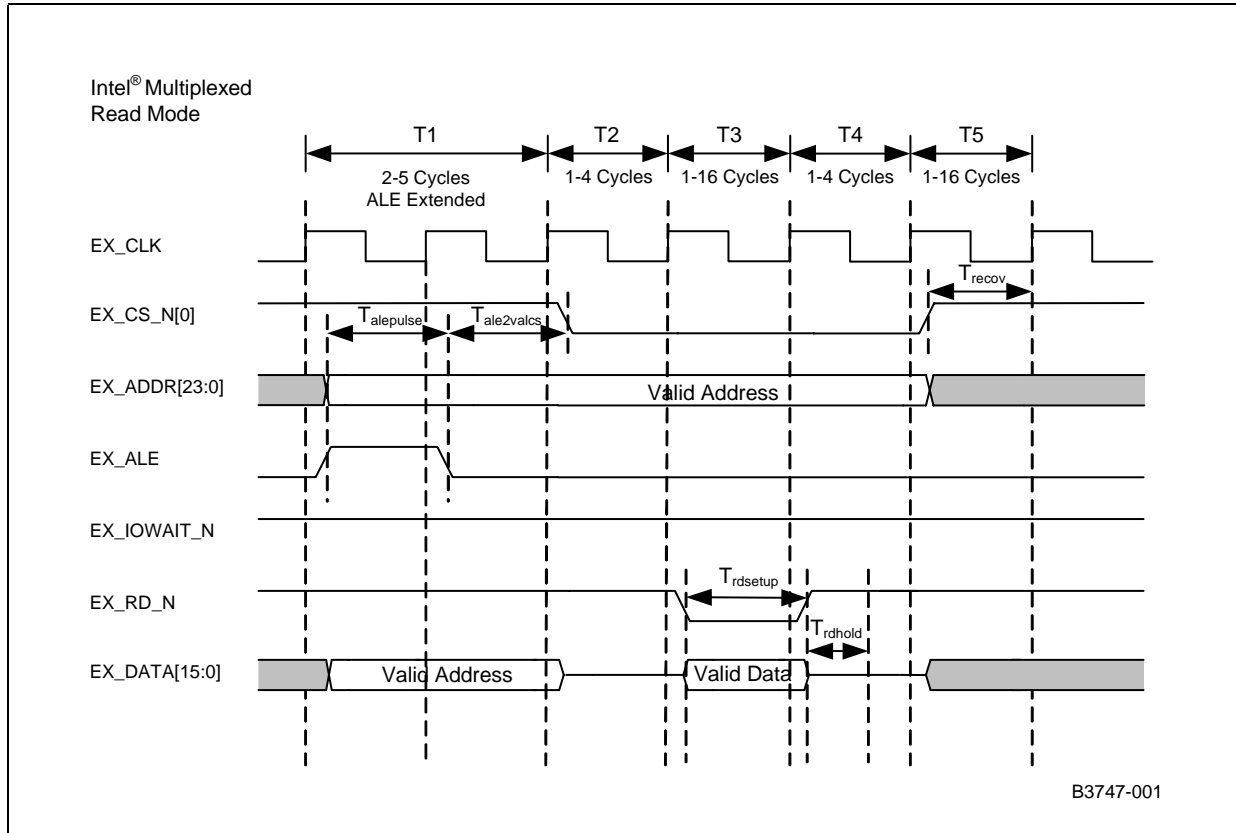 Intel® Multiplexed
Read Mode
T1 T2 T3 T4 T5
2-5 Cycles 1-4 Cycles 1-16 Cycles 1-4 Cycles 1-16 Cycles
ALE Extended
EX_CLK
Trecov
EX_CS_N[0]
Talepulse Tale2valcs
EX_ADDR[23:0]
Valid Address
EX_ALE
EX_IOWAIT_N
Trdsetup
EX_RD_N
Trdhold
EX_DATA[15:0]
Valid Address Valid Data
B3747-001